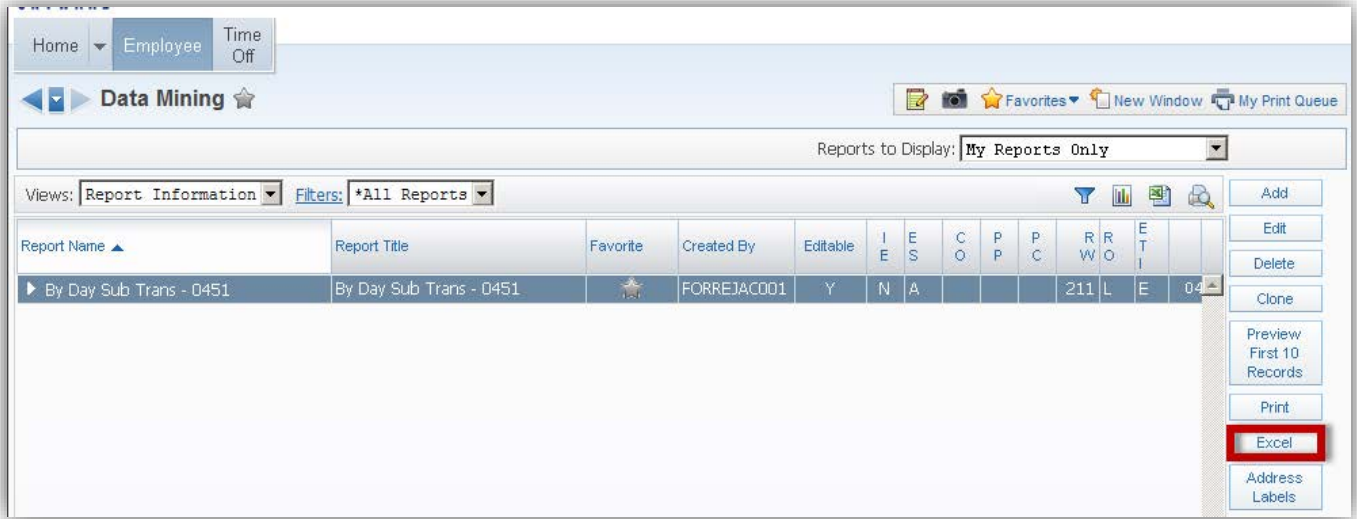 Home Employee Time
Off
Data Mining
Favorites New Window My Print Queue
Reports to Display: My Reports Only
Views: Report Information Filters: *All Reports
Report Name Report Title Favorite Created By Editable I E E S C O P P P C R W R O E T I
By Day Sub Trans - 0451 By Day Sub Trans - 0451 FORREJAC001 Y N A 211 L E 04
Add
Edit
Delete
Clone
Preview
First 10
Records
Print
Excel
Address
Labels